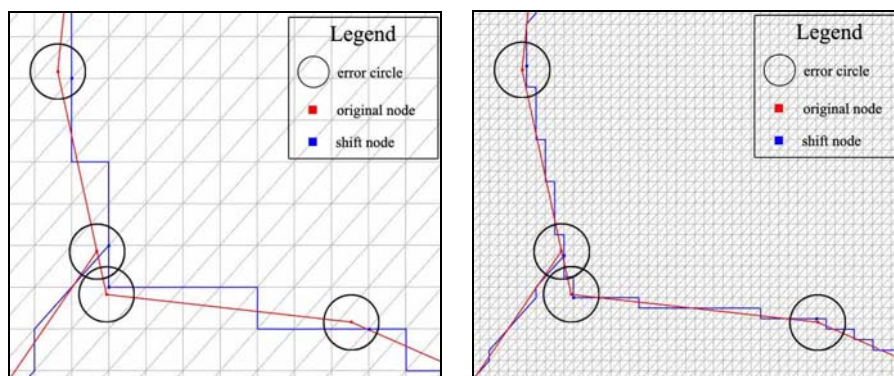 Legend
error circle
original node
shift node
Legend
error circle
original node
shift node